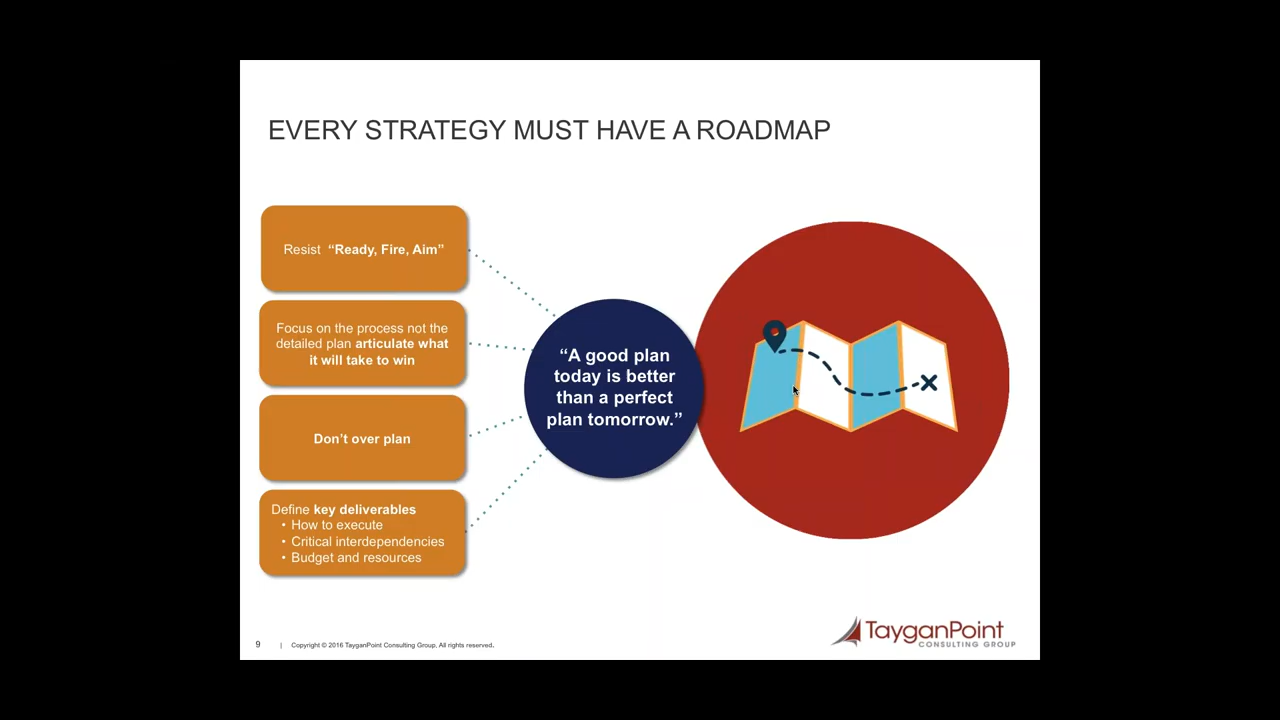 EVERY STRATEGY MUST HAVE A ROADMAP
Resist “Ready, Fire, Aim”
Focus on the process not the
detailed plan articulate what
it will take to win
Don’t over plan
Define key deliverables
• How to execute
• Critical interdependencies
• Budget and resources
“A good plan
today is better
than a perfect
plan tomorrow.”
9 | Copyright © 2016 TayganPoint Consulting Group, All rights reserved.
TayganPoint
CONSULTING GROUP